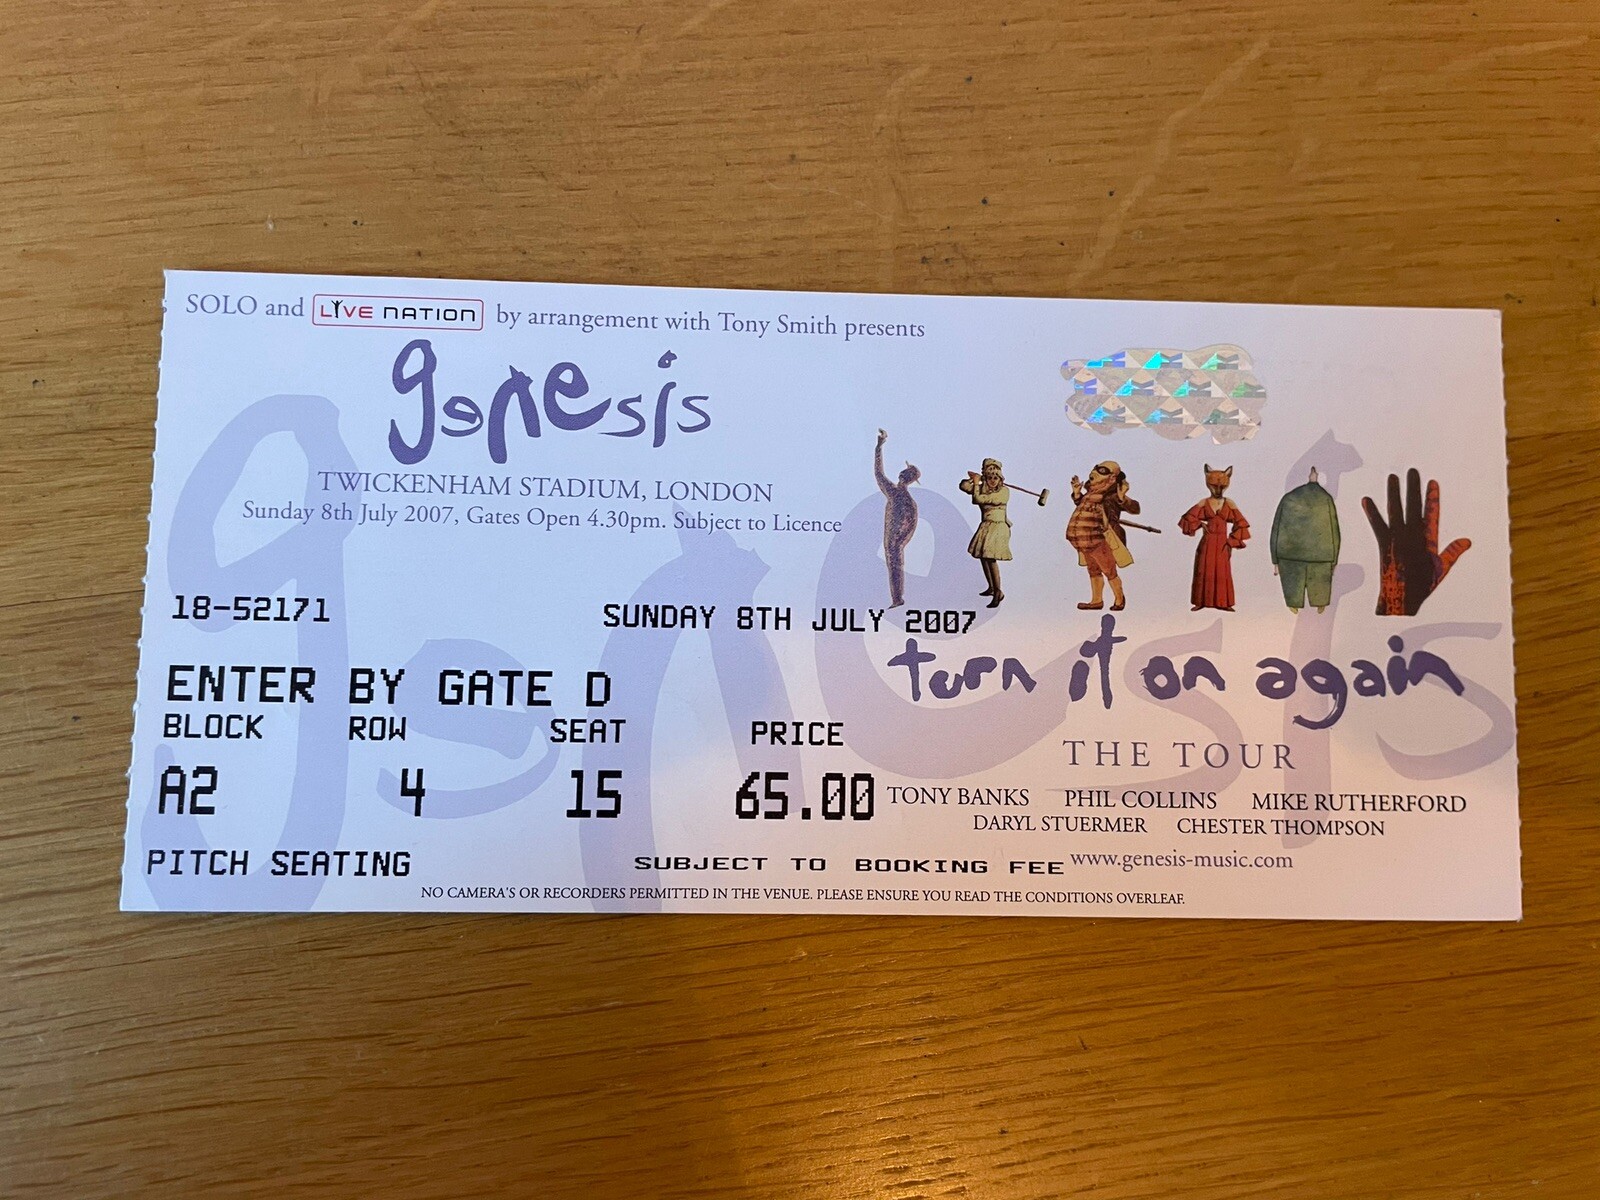 SOLO and LIVE NATION by arrangement with Tony Smith presents
genesis
TWICKENHAM STADIUM, LONDON
Sunday 8th July 2007, Gates Open 4.30pm. Subject to Licence
18-52171 SUNDAY 8TH JULY 2007
turn it on again
ENTER BY GATE D
BLOCK ROW SEAT PRICE
THE TOUR
A2 4 15 65.00
TONY BANKS PHIL COLLINS MIKE RUTHERFORD
DARYL STUERMER CHESTER THOMPSON
PITCH SEATING SUBJECT TO BOOKING FEE www.genesis-music.com
NO CAMERA'S OR RECORDERS PERMITTED IN THE VENUE. PLEASE ENSURE YOU READ THE CONDITIONS OVERLEAF.
genesis